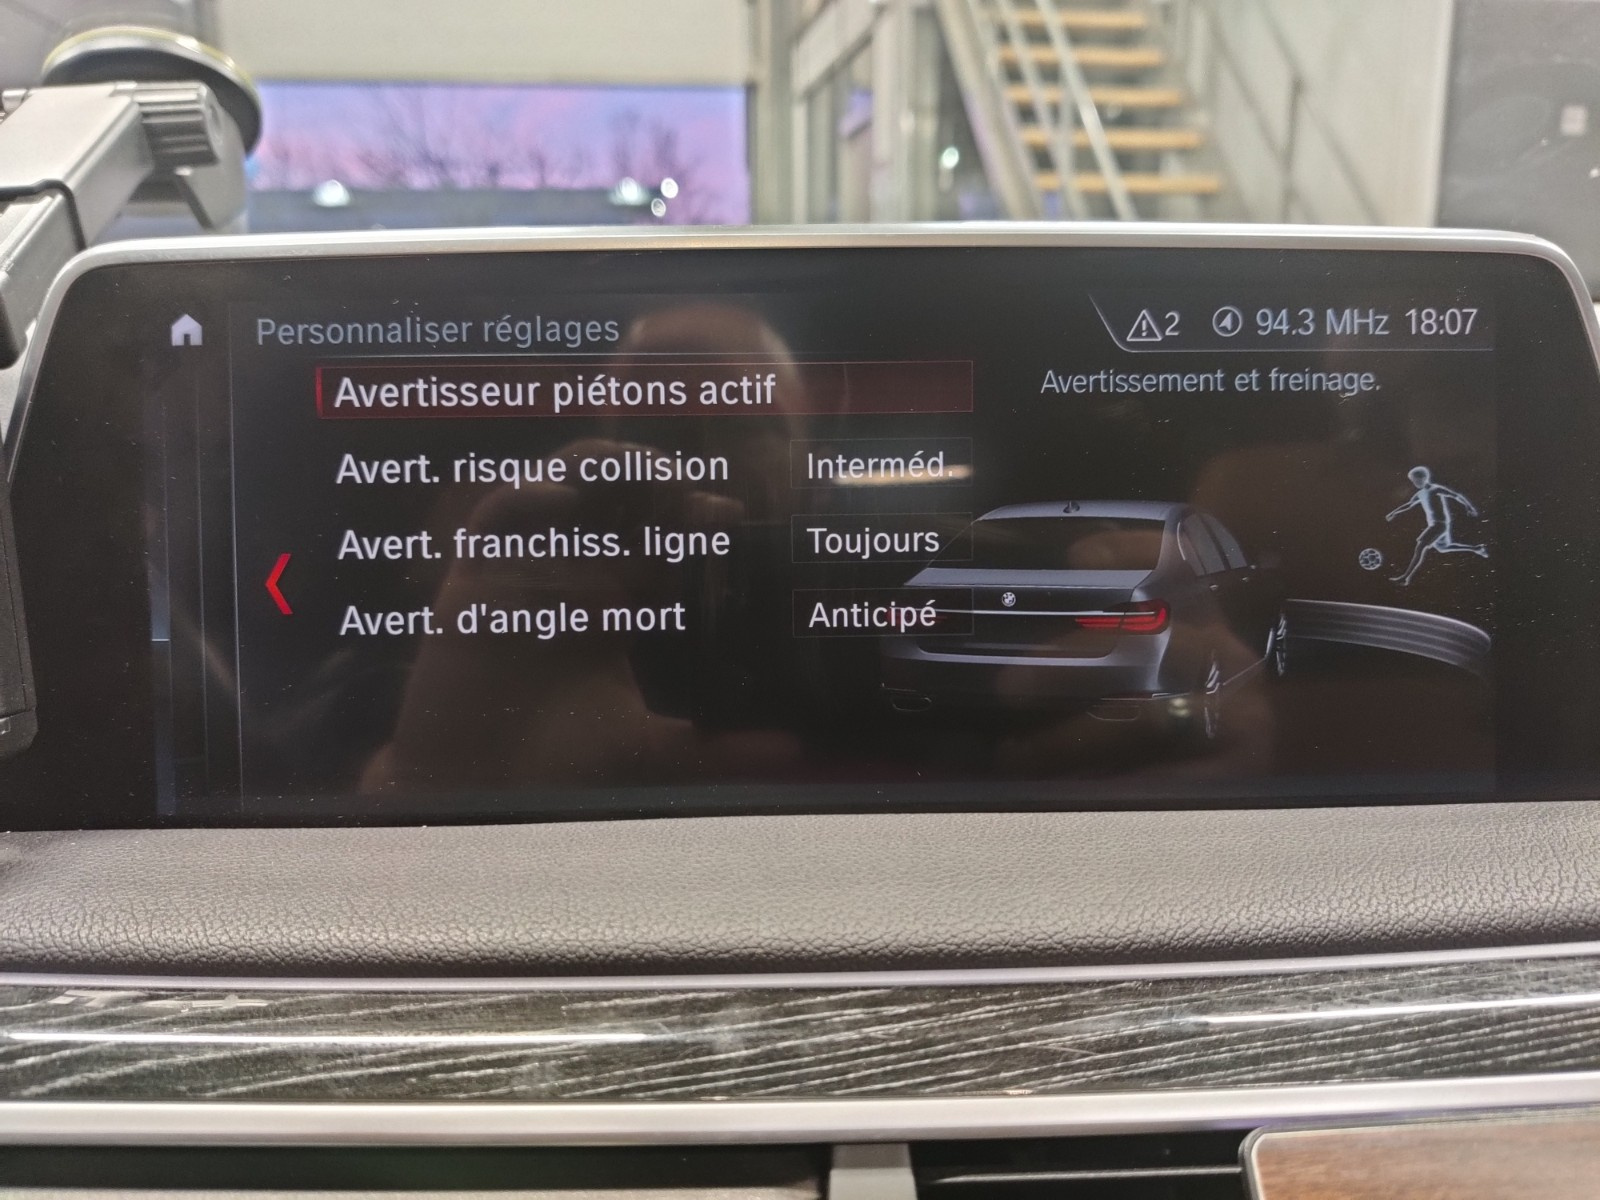 Personnaliser réglages
2 94.3 MHz 18:07
Avertisseur piétons actif
Avertissement et freinage.
Avert. risque collision Interméd.
Avert. franchiss. ligne Toujours
Avert. d'angle mort Anticipé